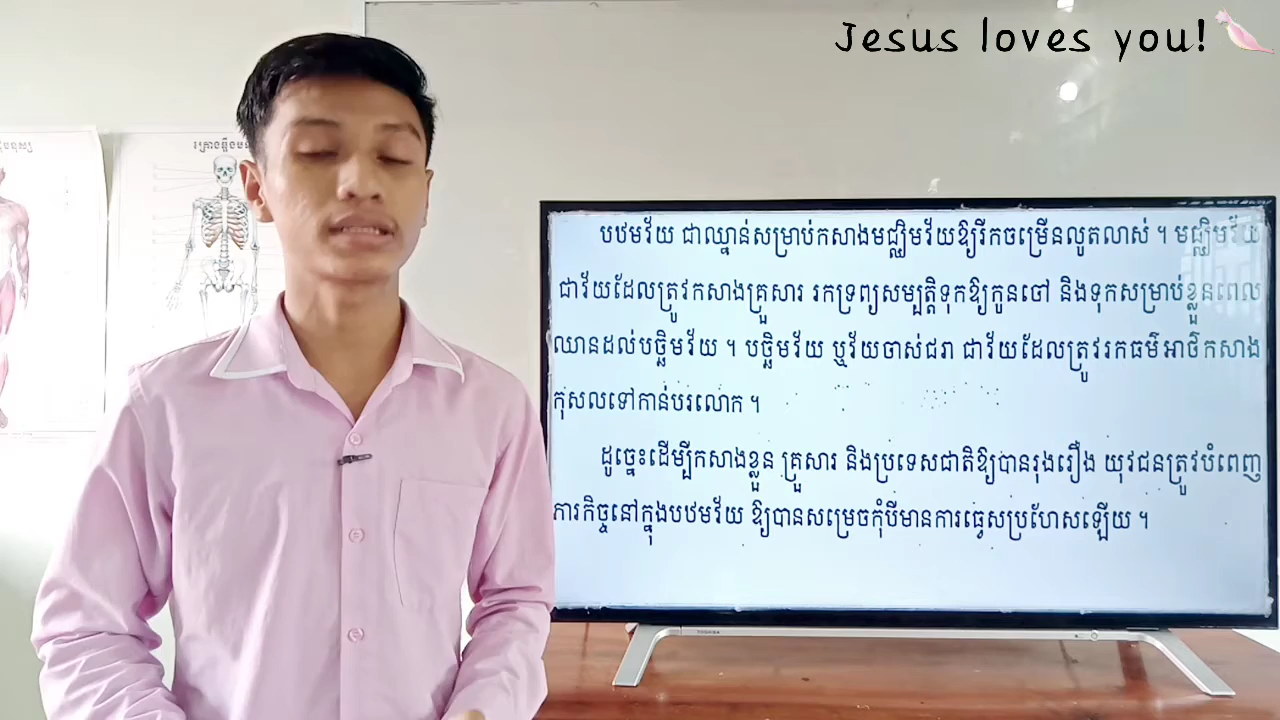 Jesus loves you!
គ្រោងឆ្អឹងមន
បឋមវ័យ ជាឈ្នាន់សម្រាប់កសាងមជ្ឈិមវ័យឱ្យរីកចម្រើនលូតលាស់ ។ មជ្ឈិមវ័យ
ជាវ័យដែលត្រូវកសាងគ្រួសារ រកទ្រព្យសម្បត្តិទុកឱ្យកូនចៅ និងទុកសម្រាប់ខ្លួនពេល
ឈានដល់បច្ឆិមវ័យ ។ បច្ឆិមវ័យ ឬវ័យចាស់ជរា ជាវ័យដែលត្រូវរកធម៌អាថ៌កសាង
កុសលទៅកាន់បរលោក ។
ដូច្នេះដើម្បីកសាងខ្លួន គ្រួសារ និងប្រទេសជាតិឱ្យបានរុងរឿង យុវជនត្រូវបំពេញ
ភារកិច្ចនៅក្នុងបឋមវ័យ ឱ្យបានសម្រេចកុំបីមានការធ្វេសប្រហែសឡើយ ។
TOSHIBA